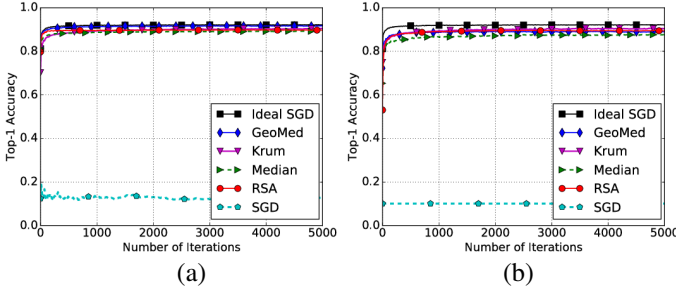 1.0
0.8
0.6
0.4
0.2
0.0
Top-1 Accuracy
Ideal SGD
GeoMed
Krum
Median
RSA
SGD
0 1000 2000 3000 4000 5000
Number of Iterations
(a)
1.0
0.8
0.6
0.4
0.2
0.0
Top-1 Accuracy
Ideal SGD
GeoMed
Krum
Median
RSA
SGD
0 1000 2000 3000 4000 5000
Number of Iterations
(b)